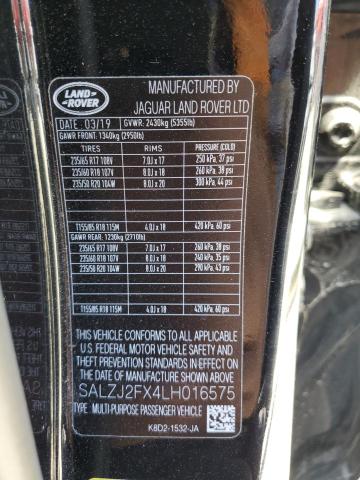 LAND-
ROVER
MANUFACTURED BY
JAGUAR LAND ROVER LTD
DATE: 03/19 GVWR: 2430kg (5355lb)
GAWR FRONT: 1340kg (2950lb)
TIRES RIMS PRESSURE (COLD)
235/65 R17 108V 7.0J x 17 250 kPa, 37 psi
235/60 R18 107V 8.0J x 18 260 kPa, 38 psi
235/50 R20 104W 8.0J x 20 300 kPa, 44 psi
T155/85 R18 115M 4.0J x 18 420 kPa, 60 psi
GAWR REAR: 1230kg (2710lb)
235/65 R17 108V 7.0J x 17 260 kPa, 38 psi
235/60 R18 107V 8.0J x 18 240 kPa, 35 psi
235/50 R20 104W 8.0J x 20 290 kPa, 43 psi
T155/85 R18 115M 4.0J x 18 420 kPa, 60 psi
THIS VEHICLE CONFORMS TO ALL APPLICABLE
U.S. FEDERAL MOTOR VEHICLE SAFETY, BUMPER,
AND THEFT PREVENTION STANDARDS IN EFFECT
ON THE DATE OF MANUFACTURE SHOWN ABOVE.
SALZJ2FX4LH016575
TYPE: MULTI-PURPOSE PASSENGER VEHICLE
K8D2-1532-JA